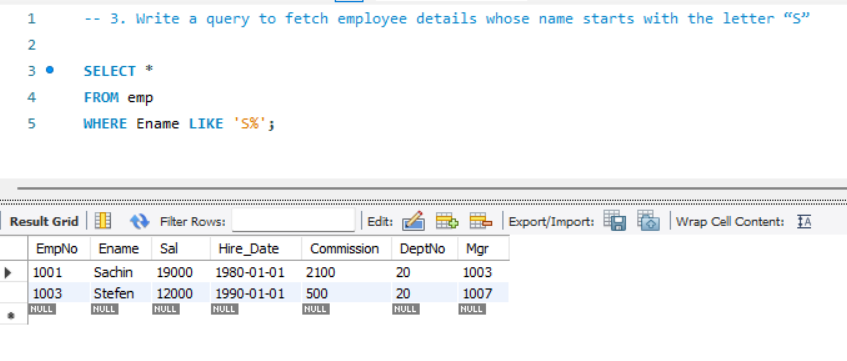 1 -- 3. Write a query to fetch employee details whose name starts with the letter “S”
2
3 SELECT *
4 FROM emp
5 WHERE Ename LIKE 'S%';
Result Grid Filter Rows: Edit: Export/Import: Wrap Cell Content: IA
EmpNo Ename Sal Hire_Date Commission DeptNo Mgr
1001 Sachin 19000 1980-01-01 2100 20 1003
1003 Stefen 12000 1990-01-01 500 20 1007
NULL NULL NULL NULL NULL NULL NULL